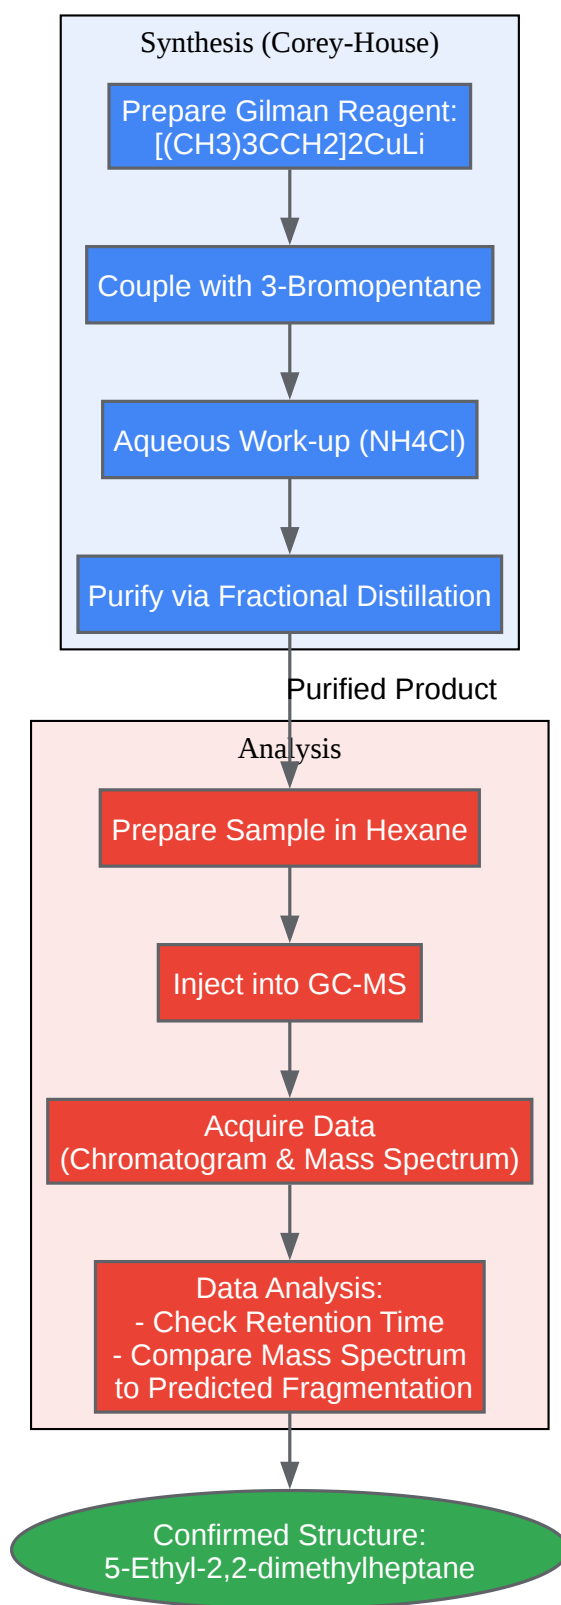 Synthesis (Corey-House)
Prepare Gilman Reagent:
[(CH3)3CCH2]2CuLi
Couple with 3-Bromopentane
Aqueous Work-up (NH4Cl)
Purify via Fractional Distillation
Purified Product
Analysis
Prepare Sample in Hexane
Inject into GC-MS
Acquire Data
(Chromatogram & Mass Spectrum)
Data Analysis:
- Check Retention Time
- Compare Mass Spectrum
to Predicted Fragmentation
Confirmed Structure:
5-Ethyl-2,2-dimethylheptane